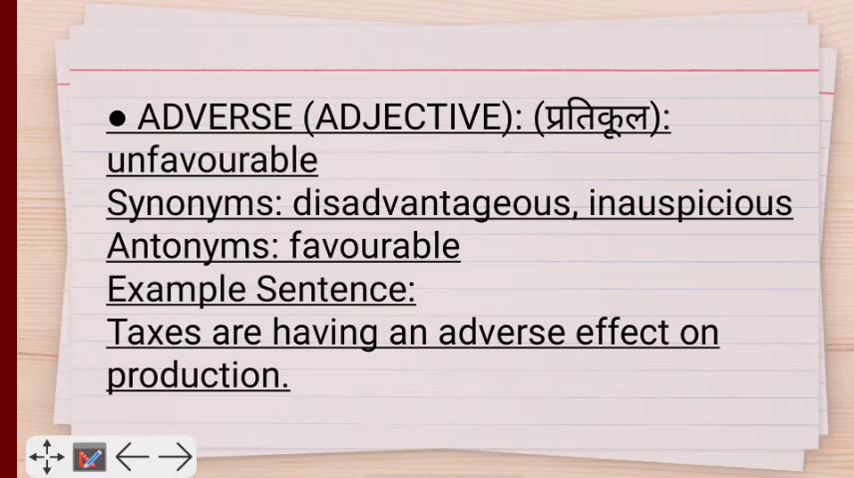 ● ADVERSE (ADJECTIVE): (प्रतिकूल):
unfavourable
Synonyms: disadvantageous, inauspicious
Antonyms: favourable
Example Sentence:
Taxes are having an adverse effect on
production.